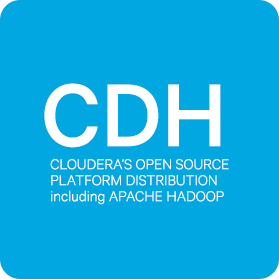 CDH
CLOUDERA'S OPEN SOURCE
PLATFORM DISTRIBUTION
including APACHE HADOOP